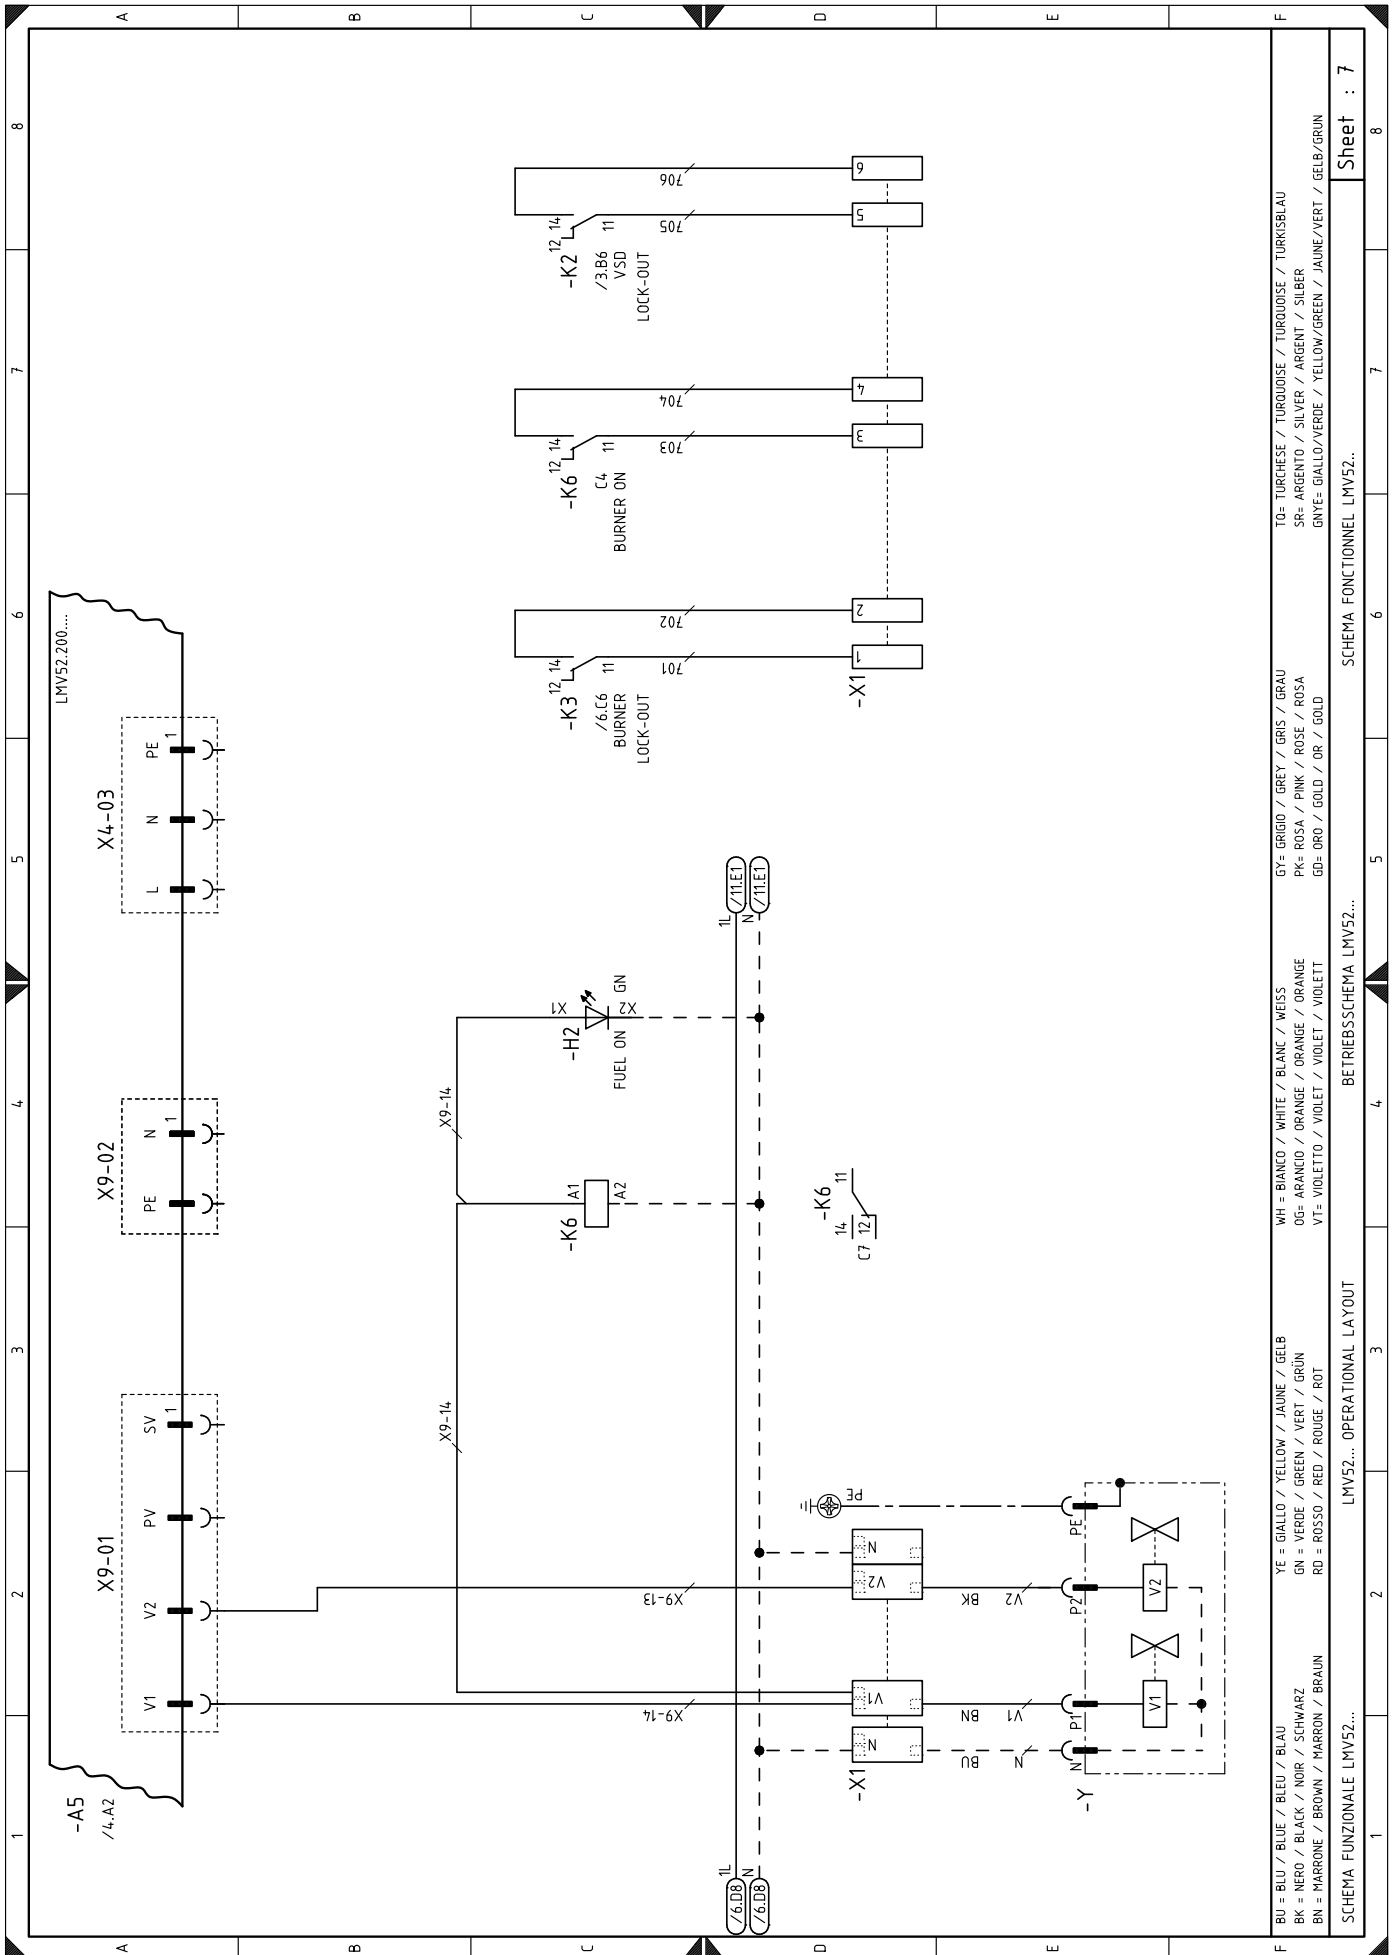 1 2 3 4 5 6 7 8
A A
B B
C C
D D
E E
F F
-A5
/4.A2
LMV52.200....
X9-01
V1 V2 PV SV 1
X9-02
PE N 1
X4-03
L N PE 1
X9-14
X9-14
-K6
A1
A2
-H2
X1
X2
FUEL ON GN
-K3
/6.C6
BURNER
LOCK-OUT
12 14
11
701
702
-K6
C4
BURNER ON
12 14
11
703
704
-K2
/3.B6
VSD
LOCK-OUT
12 14
11
705
706
/6.D8 1L
/6.D8 N
1L /11.E1
N /11.E1
X9-14
X9-13
-X1
N V1 V2 N
PE
-X1
1 2 3 4 5 6
-K6
14 11
C7 12
BU BN BK
N V1 V2
-Y
N P1 P2 PE
V1 V2
BU = BLU / BLUE / BLEU / BLAU
BK = NERO / BLACK / NOIR / SCHWARZ
BN = MARRONE / BROWN / MARRON / BRAUN
YE = GIALLO / YELLOW / JAUNE / GELB
GN = VERDE / GREEN / VERT / GRÜN
RD = ROSSO / RED / ROUGE / ROT
WH = BIANCO / WHITE / BLANC / WEISS
OG= ARANCIO / ORANGE / ORANGE / ORANGE
VT= VIOLETTO / VIOLET / VIOLET / VIOLETT
GY= GRIGIO / GREY / GRIS / GRAU
PK= ROSA / PINK / ROSE / ROSA
GD= ORO / GOLD / OR / GOLD
TQ= TURCHESE / TURQUOISE / TURQUOISE / TURKISBLAU
SR= ARGENTO / SILVER / ARGENT / SILBER
GNYE= GIALLO/VERDE / YELLOW/GREEN / JAUNE/VERT / GELB/GRUN
SCHEMA FUNZIONALE LMV52... LMV52... OPERATIONAL LAYOUT BETRIEBSSCHEMA LMV52... SCHEMA FONCTIONNEL LMV52.. Sheet : 7
1 2 3 4 5 6 7 8